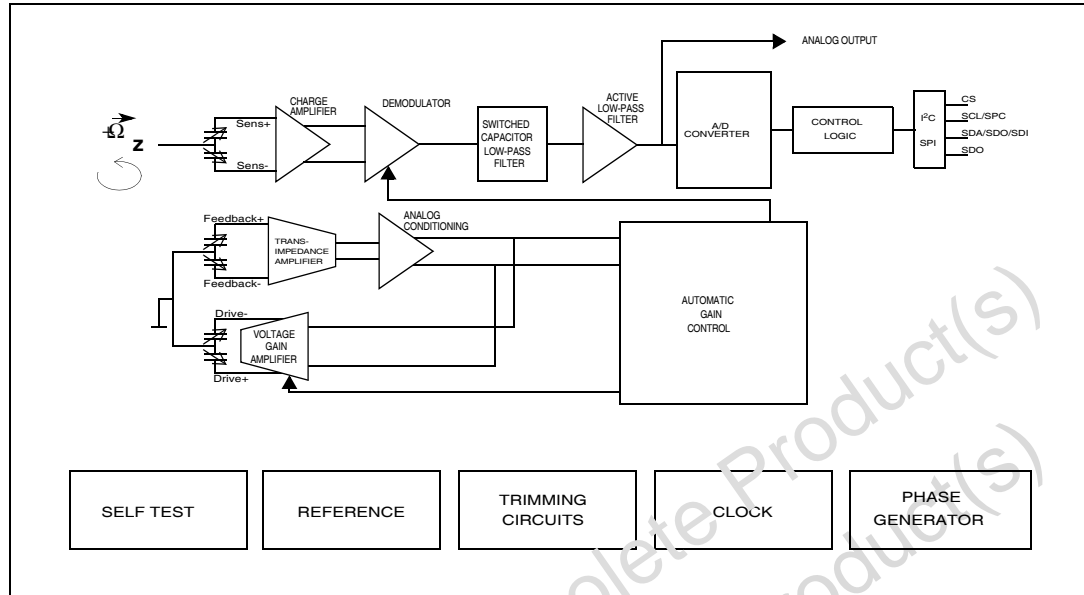 ANALOG OUTPUT
CHARGE
AMPLIFIER
DEMODULATOR
ACTIVE
LOW-PASS
FILTER
+Ω
Z
Sens+
Sens-
SWITCHED
CAPACITOR
LOW-PASS
FILTER
A/D
CONVERTER
CONTROL
LOGIC
I²C
SPI
CS
SCL/SPC
SDA/SDO/SDI
SDO
Feedback+
Feedback-
TRANS-
IMPEDANCE
AMPLIFIER
ANALOG
CONDITIONING
Drive-
Drive+
VOLTAGE
GAIN
AMPLIFIER
AUTOMATIC
GAIN
CONTROL
SELF TEST
REFERENCE
TRIMMING
CIRCUITS
CLOCK
PHASE
GENERATOR
Product(s)